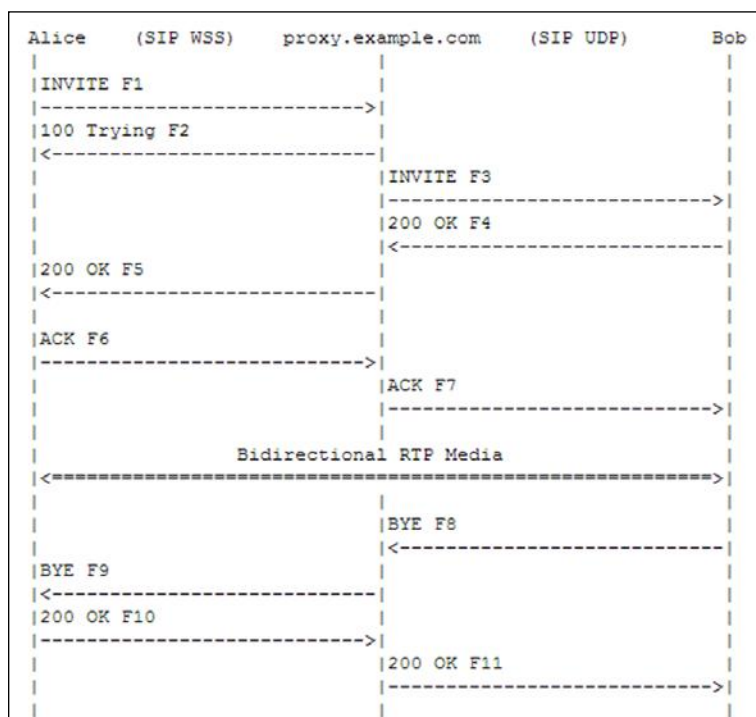 Alice (SIP WSS) proxy.example.com (SIP UDP) Bob
INVITE F1
100 Trying F2
INVITE F3
200 OK F4
200 OK F5
ACK F6
ACK F7
Bidirectional RTP Media
BYE F8
BYE F9
200 OK F10
200 OK F11